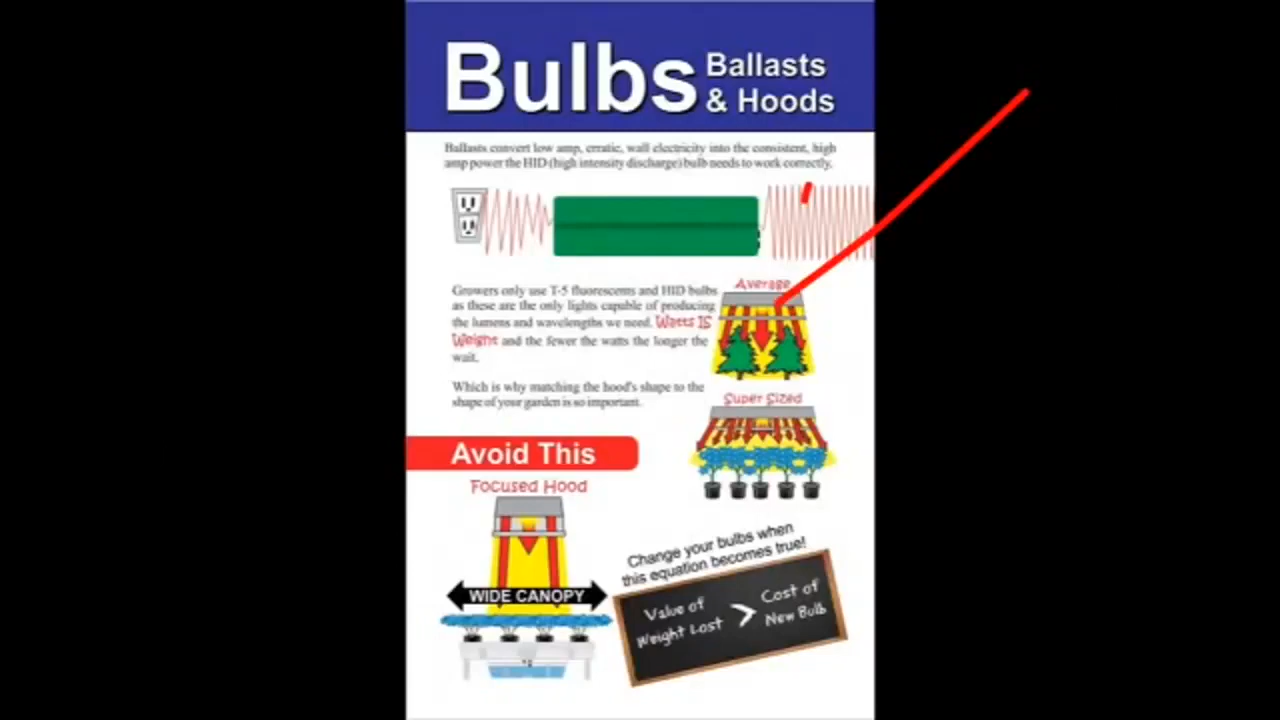 Bulbs Ballasts
& Hoods
Ballasts convert low amp, erratic, wall electricity into the consistent, high
amp power the HID (high intensity discharge) bulb needs to work correctly.
Growers only use T-5 fluorescents and HID bulbs
as these are the only lights capable of producing
the lumens and wavelengths we need. Watts IS
Weight and the fewer the watts the longer the
wait.
Which is why matching the hood's shape to the
shape of your garden is so important.
Average
Super Sized
Avoid This
Focused Hood
WIDE CANOPY
Change your bulbs when
this equation becomes true!
Value of
Weight Lost
>
Cost of
New Bulb